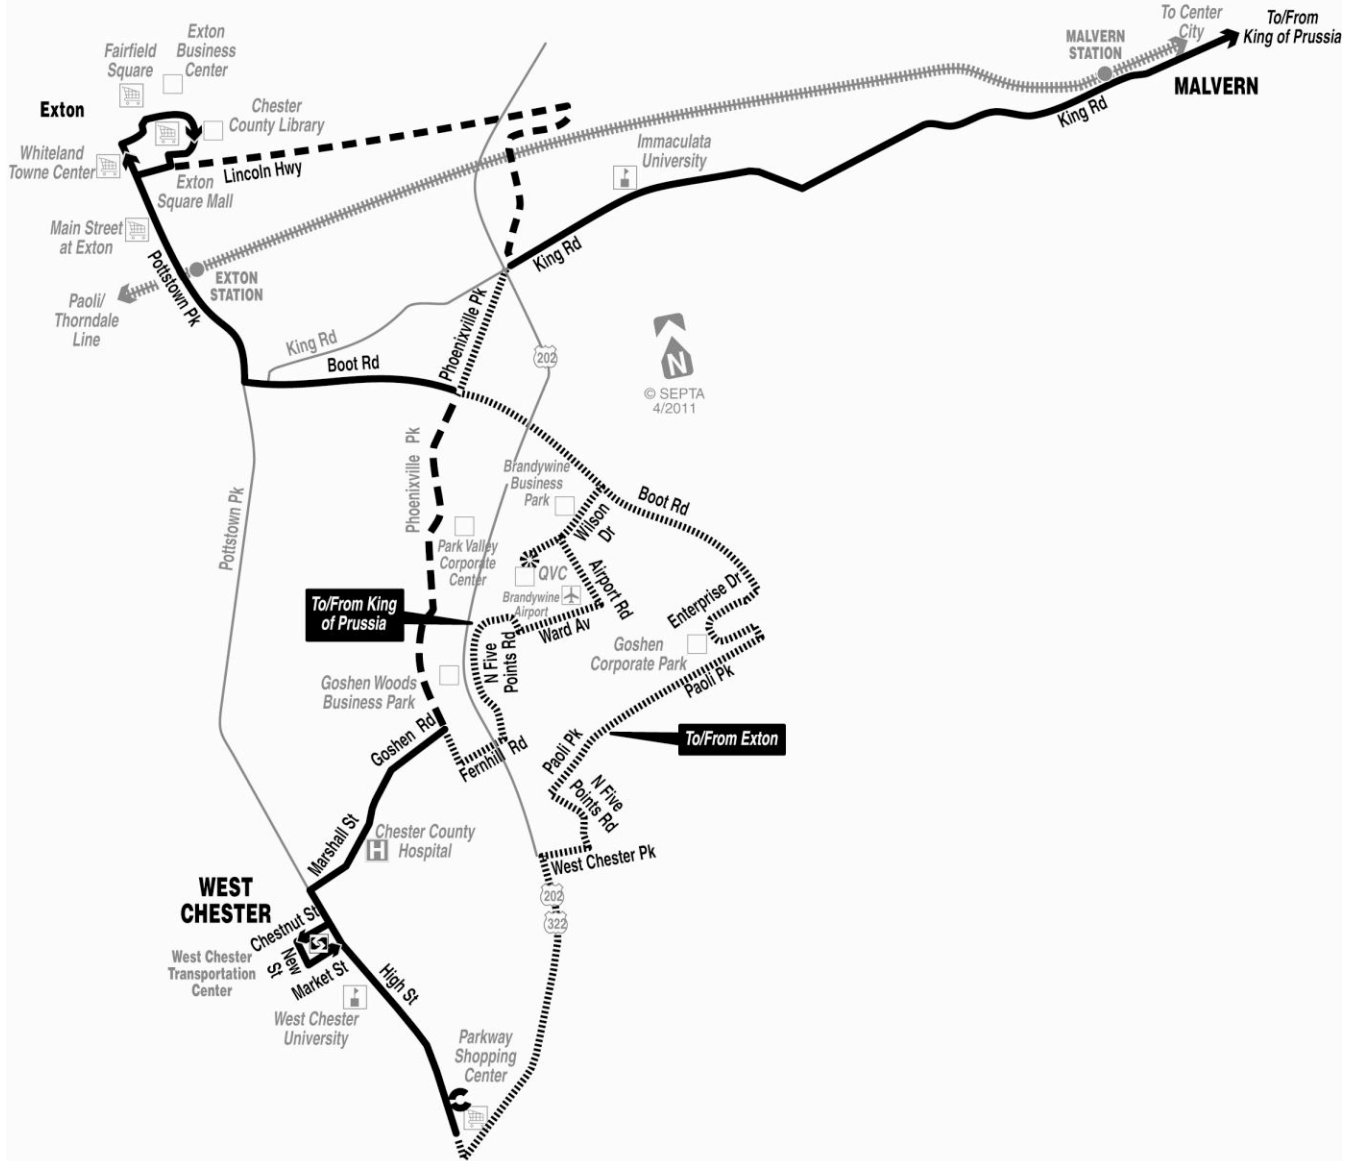 To Center
City
To/From
King of Prussia
MALVERN
STATION
MALVERN
King Rd
Exton
Business
Center
Fairfield
Square
Exton
Chester
County Library
Whiteland
Towne Center
Exton
Square Mall
Lincoln Hwy
Immaculata
University
Main Street
at Exton
Pottstown Pk
EXTON
STATION
King Rd
Paoli/
Thorndale
Line
King Rd
Boot Rd
Phoenixville Pk
202
N
© SEPTA
4/2011
Phoenixville Pk
Pottstown Pk
Brandywine
Business
Park
Boot Rd
Wilson
Dr
Park Valley
Corporate
Center
QVC
Brandywine
Airport
Airport Rd
Enterprise Dr
To/From King
of Prussia
Ward Av
N Five
Points Rd
Goshen
Corporate Park
Paoli Pk
Goshen Woods
Business Park
Goshen Rd
Fernhill Rd
Paoli Pk
To/From Exton
N Five
Points Rd
Marshall St
Chester County
Hospital
H
West Chester Pk
202
322
WEST
CHESTER
Chestnut St
New
St
Market St
West Chester
Transportation
Center
High St
West Chester
University
Parkway
Shopping
Center